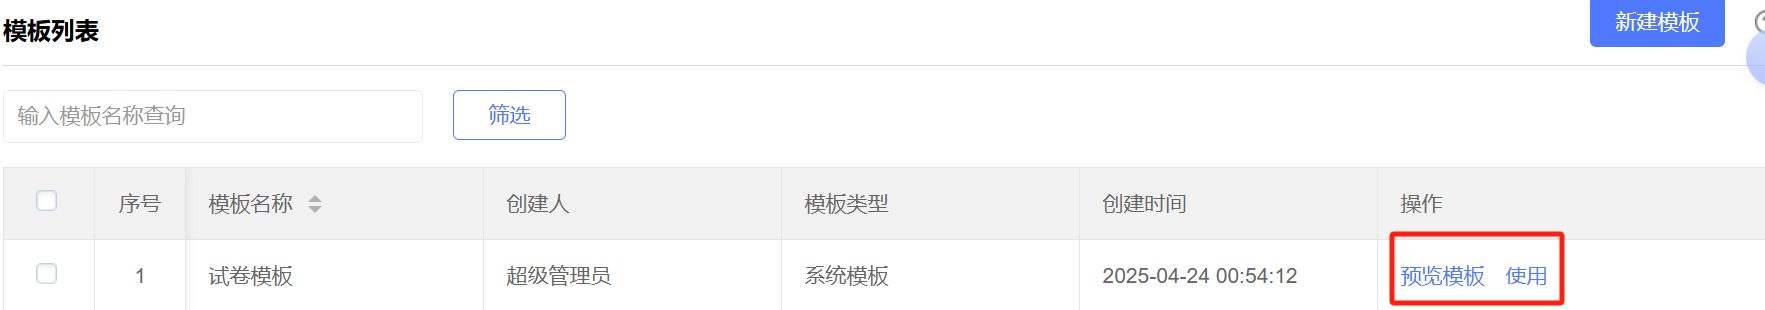 模板列表
新建模板
输入模板名称查询
筛选
序号 模板名称 创建人 模板类型 创建时间 操作
1 试卷模板 超级管理员 系统模板 2025-04-24 00:54:12 预览模板 使用